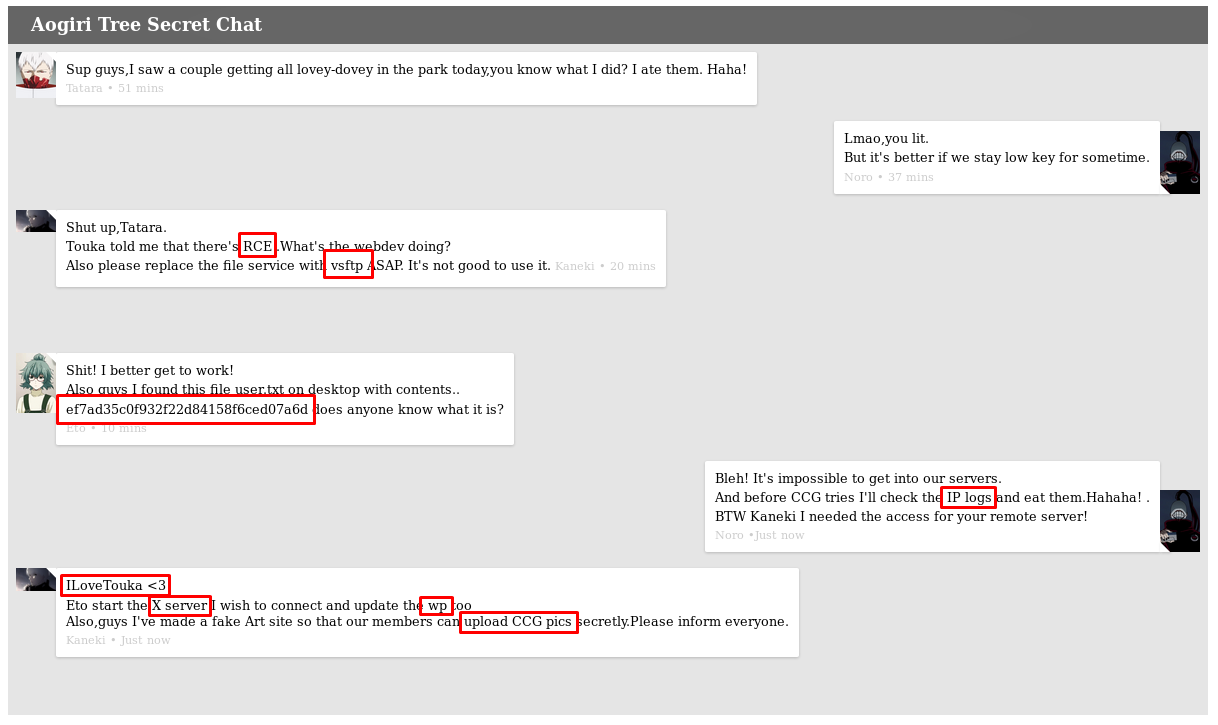 Aogiri Tree Secret Chat
Sup guys,I saw a couple getting all lovey-dovey in the park today,you know what I did? I ate them. Haha!
Tatara • 51 mins
Lmao,you lit.
But it's better if we stay low key for sometime.
Noro • 37 mins
Shut up,Tatara.
Touka told me that there's RCE .What's the webdev doing?
Also please replace the file service with vsftp ASAP. It's not good to use it. Kaneki • 20 mins
Shit! I better get to work!
Also guys I found this file user.txt on desktop with contents..
ef7ad35c0f932f22d84158f6ced07a6d does anyone know what it is?
Eto • 10 mins
Bleh! It's impossible to get into our servers.
And before CCG tries I'll check the IP logs and eat them.Hahaha! .
BTW Kaneki I needed the access for your remote server!
Noro •Just now
ILoveTouka <3
Eto start the X server I wish to connect and update the wp too
Also,guys I've made a fake Art site so that our members can upload CCG pics secretly.Please inform everyone.
Kaneki • Just now